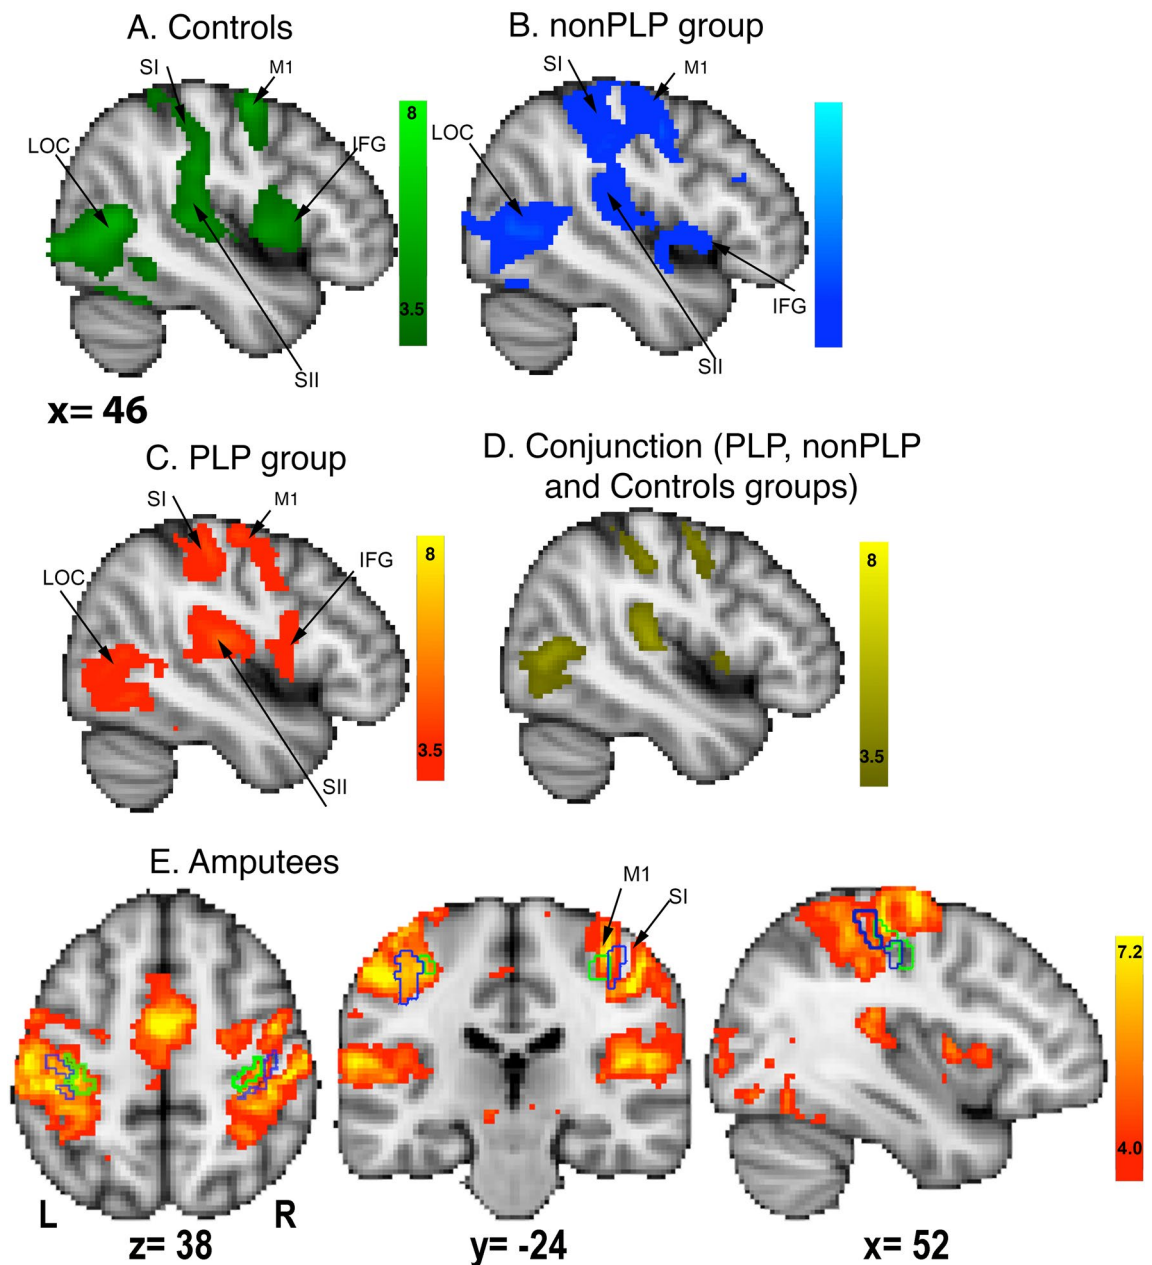 A. Controls
SI
M1
LOC
IFG
8
3.5
SII
x= 46
B. nonPLP group
SI
M1
LOC
IFG
SII
C. PLP group
SI
M1
LOC
IFG
8
3.5
SII
D. Conjunction (PLP, nonPLP
and Controls groups)
8
3.5
E. Amputees
M1
SI
7.2
4.0
L
R
z= 38
y= -24
x= 52